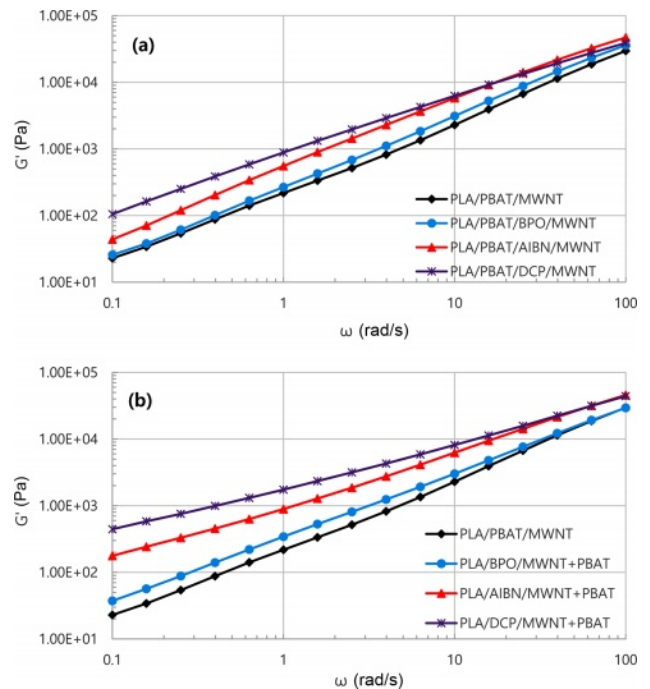 (a)
1.00E+05
1.00E+04
1.00E+03
1.00E+02
1.00E+01
G' (Pa)
PLA/PBAT/MWNT
PLA/PBAT/BPO/MWNT
PLA/PBAT/AIBN/MWNT
PLA/PBAT/DCP/MWNT
0.1 1 10 100
ω (rad/s)
(b)
1.00E+05
1.00E+04
1.00E+03
1.00E+02
1.00E+01
G' (Pa)
PLA/PBAT/MWNT
PLA/BPO/MWNT+PBAT
PLA/AIBN/MWNT+PBAT
PLA/DCP/MWNT+PBAT
0.1 1 10 100
ω (rad/s)